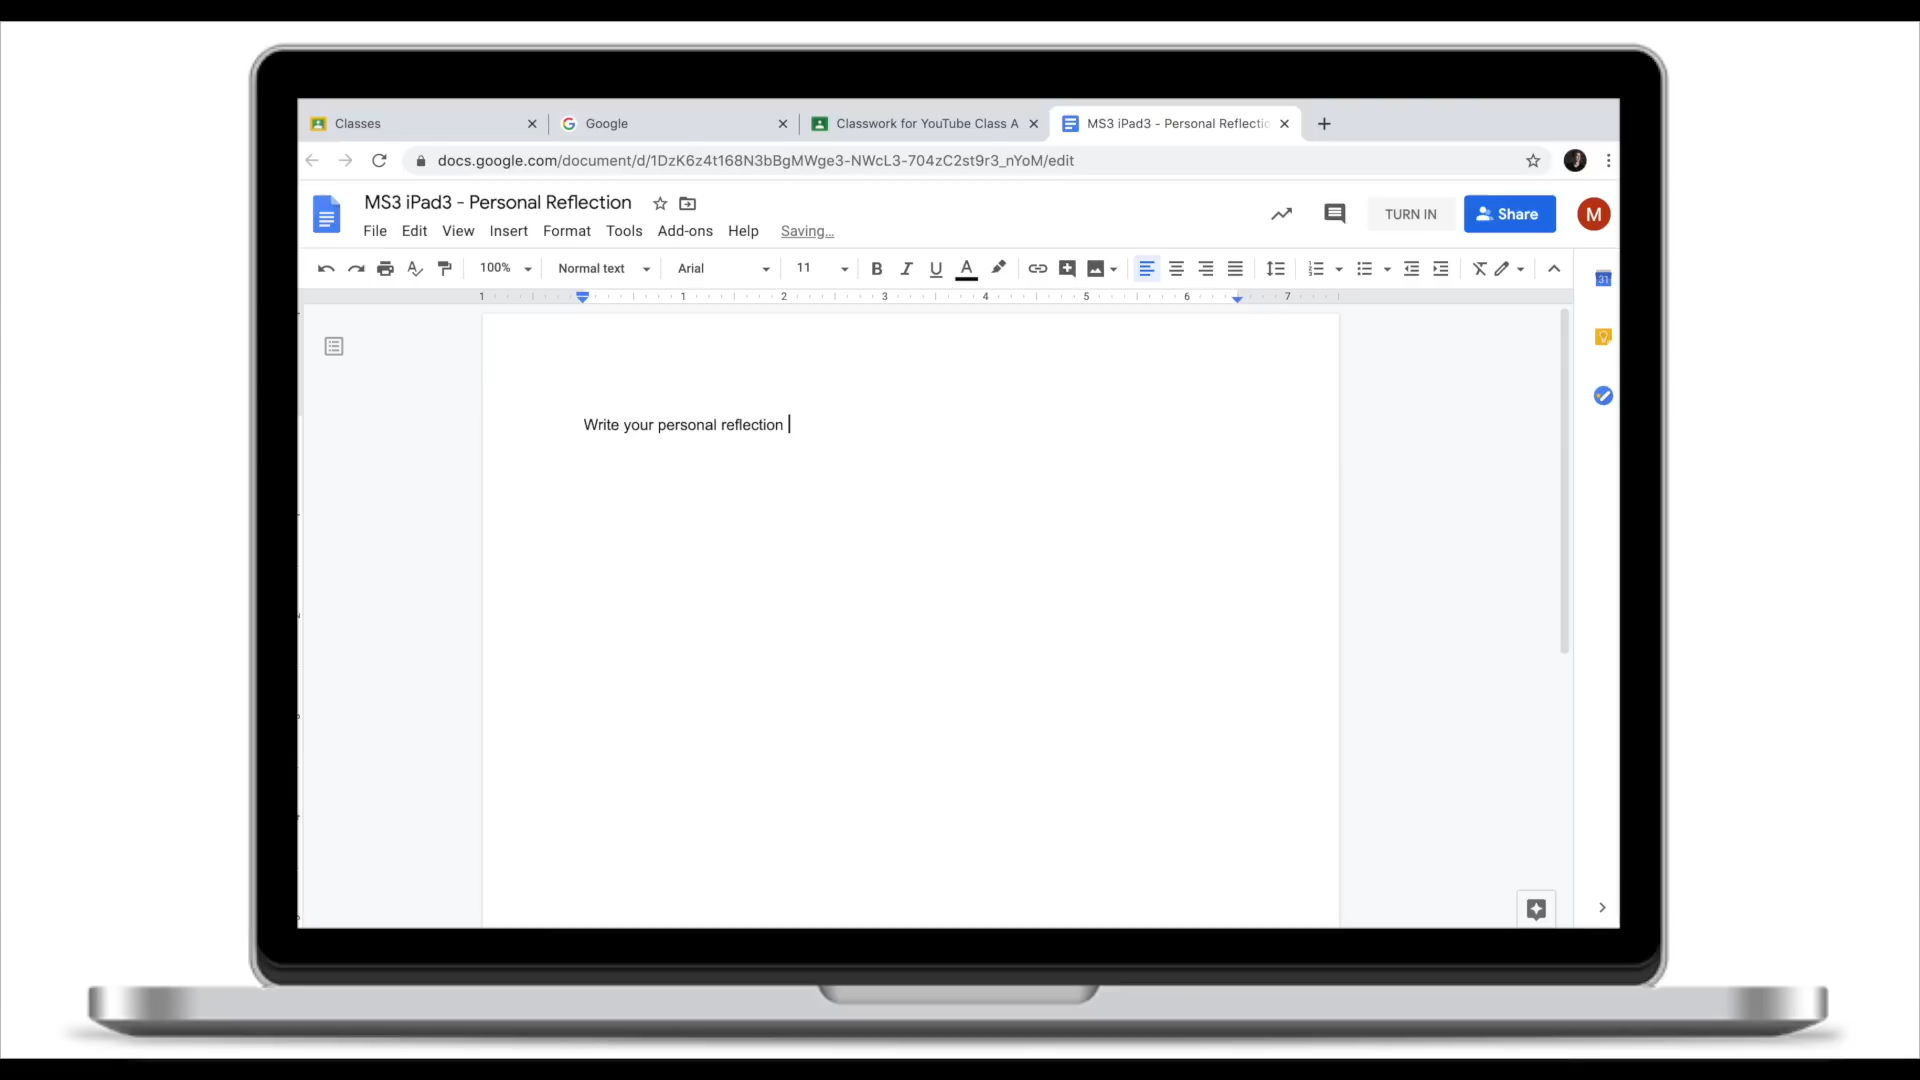 Classes
Google
Classwork for YouTube Class A
MS3 iPad3 - Personal Reflectio
docs.google.com/document/d/1DzK6z4t168N3bBgMWge3-NWcL3-704zC2st9r3_nYoM/edit
MS3 iPad3 - Personal Reflection
File Edit View Insert Format Tools Add-ons Help Saving...
TURN IN
Share
M
100% Normal text Arial 11 B I U A
31
1 1 2 3 4 5 6 7
Write your personal reflection